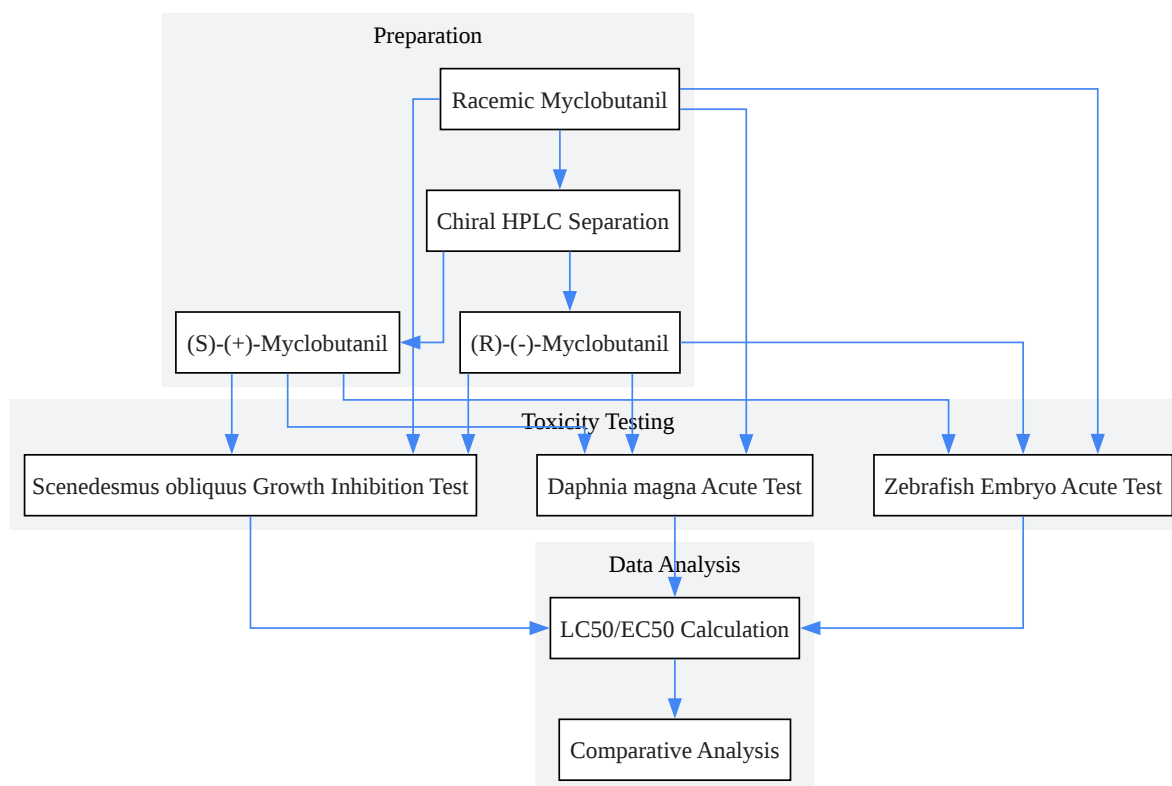 Preparation
Racemic Myclobutanil
Chiral HPLC Separation
(S)-(+)-Myclobutanil
(R)-(-)-Myclobutanil
Toxicity Testing
Scenedesmus obliquus Growth Inhibition Test
Daphnia magna Acute Test
Zebrafish Embryo Acute Test
Data Analysis
LC50/EC50 Calculation
Comparative Analysis